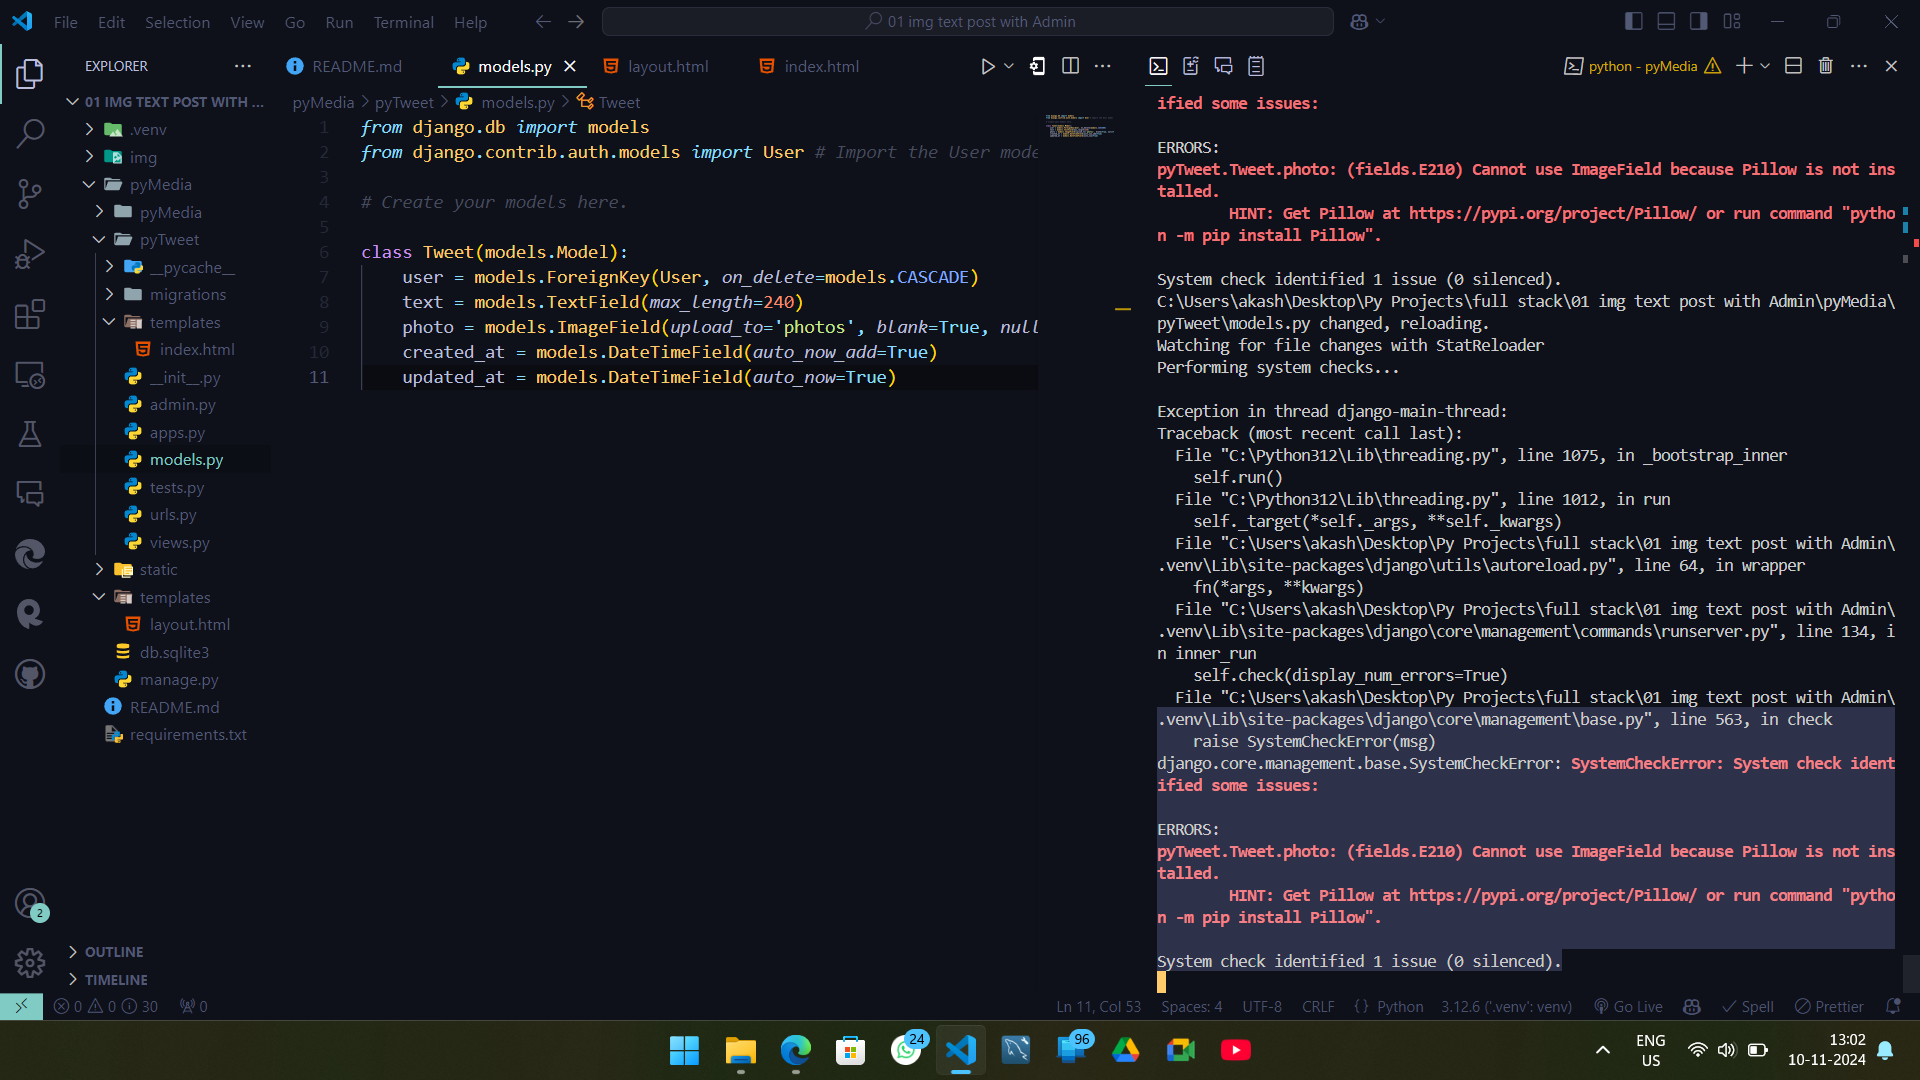 File Edit Selection View Go Run Terminal Help
01 img text post with Admin
EXPLORER
README.md
models.py
layout.html
index.html
python - pyMedia
01 IMG TEXT POST WITH ...
.venv
img
pyMedia
pyMedia
pyTweet
__pycache__
migrations
templates
index.html
__init__.py
admin.py
apps.py
models.py
tests.py
urls.py
views.py
static
templates
layout.html
db.sqlite3
manage.py
README.md
requirements.txt
OUTLINE
TIMELINE
2
pyMedia > pyTweet > models.py > Tweet
1 from django.db import models
2 from django.contrib.auth.models import User # Import the User mode
3
4 # Create your models here.
5
6 class Tweet(models.Model):
7 user = models.ForeignKey(User, on_delete=models.CASCADE)
8 text = models.TextField(max_length=240)
9 photo = models.ImageField(upload_to='photos', blank=True, null
10 created_at = models.DateTimeField(auto_now_add=True)
11 updated_at = models.DateTimeField(auto_now=True)
ified some issues:
ERRORS:
pyTweet.Tweet.photo: (fields.E210) Cannot use ImageField because Pillow is not ins
talled.
HINT: Get Pillow at https://pypi.org/project/Pillow/ or run command "pytho
n -m pip install Pillow".
System check identified 1 issue (0 silenced).
C:\Users\akash\Desktop\Py Projects\full stack\01 img text post with Admin\pyMedia\
pyTweet\models.py changed, reloading.
Watching for file changes with StatReloader
Performing system checks...
Exception in thread django-main-thread:
Traceback (most recent call last):
File "C:\Python312\Lib\threading.py", line 1075, in _bootstrap_inner
self.run()
File "C:\Python312\Lib\threading.py", line 1012, in run
self._target(*self._args, **self._kwargs)
File "C:\Users\akash\Desktop\Py Projects\full stack\01 img text post with Admin\
.venv\Lib\site-packages\django\utils\autoreload.py", line 64, in wrapper
fn(*args, **kwargs)
File "C:\Users\akash\Desktop\Py Projects\full stack\01 img text post with Admin\
.venv\Lib\site-packages\django\core\management\commands\runserver.py", line 134, i
n inner_run
self.check(display_num_errors=True)
File "C:\Users\akash\Desktop\Py Projects\full stack\01 img text post with Admin\
.venv\Lib\site-packages\django\core\management\base.py", line 563, in check
raise SystemCheckError(msg)
django.core.management.base.SystemCheckError: SystemCheckError: System check ident
ified some issues:
ERRORS:
pyTweet.Tweet.photo: (fields.E210) Cannot use ImageField because Pillow is not ins
talled.
HINT: Get Pillow at https://pypi.org/project/Pillow/ or run command "pytho
n -m pip install Pillow".
System check identified 1 issue (0 silenced).
0 0 30 0
Ln 11, Col 53 Spaces: 4 UTF-8 CRLF {} Python 3.12.6 ('.venv': venv) Go Live Spell Prettier
24
96
ENG
US
13:02
10-11-2024